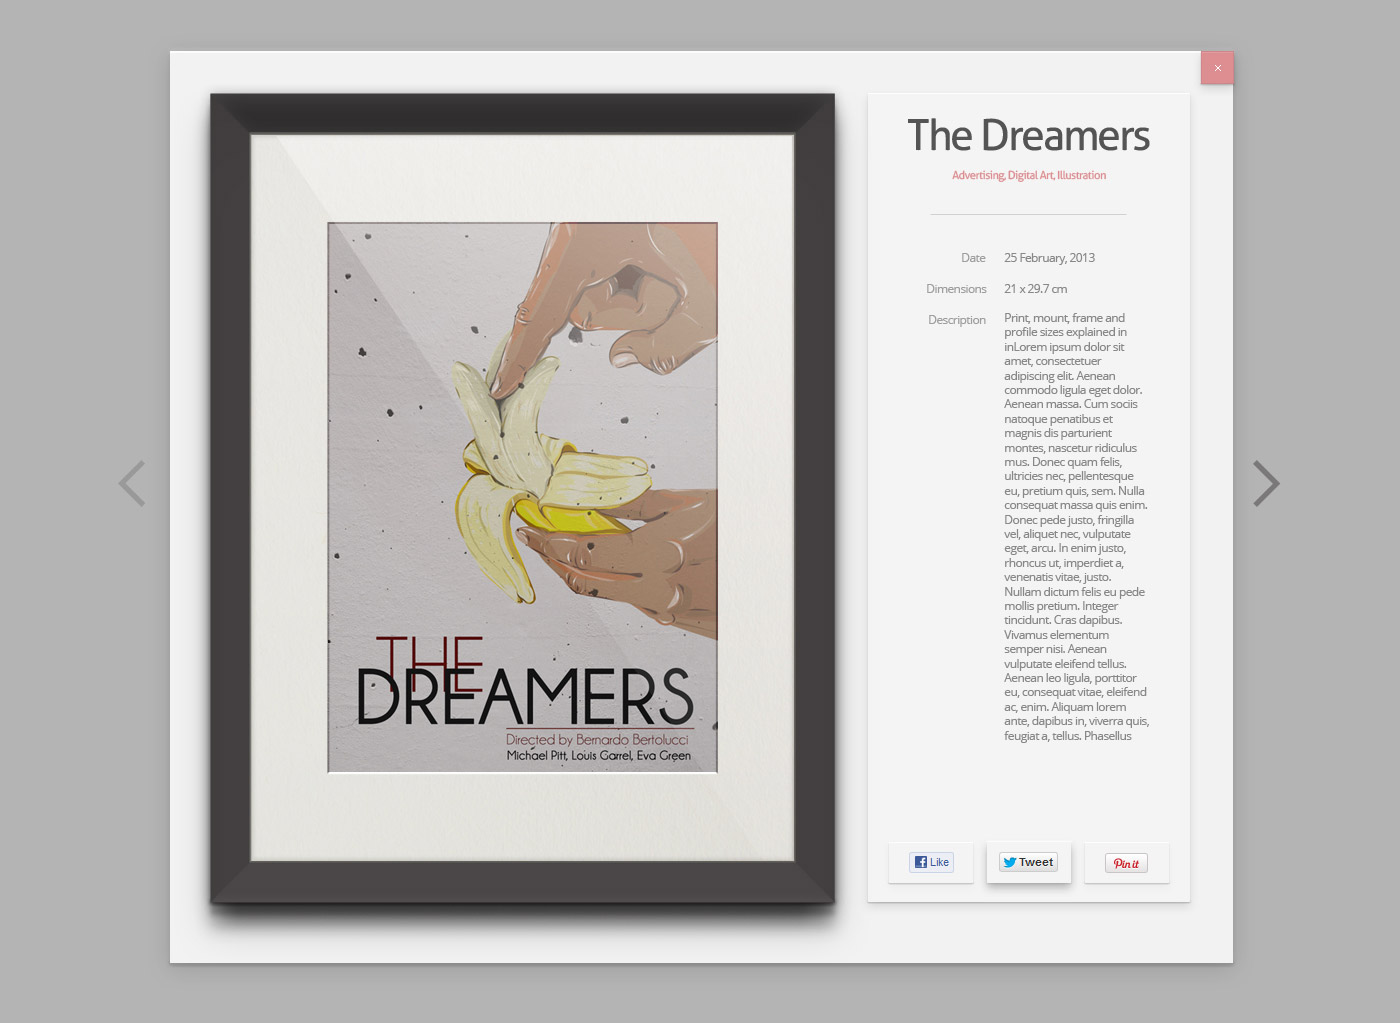 THE
DREAMERS
Directed by Bernardo Bertolucci
Michael Pitt, Louis Garrel, Eva Green
×
The Dreamers
Advertising, Digital Art, Illustration
Date 25 February, 2013
Dimensions 21 x 29.7 cm
Description Print, mount, frame and
profile sizes explained in
inLorem ipsum dolor sit
amet, consectetuer
adipiscing elit. Aenean
commodo ligula eget dolor.
Aenean massa. Cum sociis
natoque penatibus et
magnis dis parturient
montes, nascetur ridiculus
mus. Donec quam felis,
ultricies nec, pellentesque
eu, pretium quis, sem. Nulla
consequat massa quis enim.
Donec pede justo, fringilla
vel, aliquet nec, vulputate
eget, arcu. In enim justo,
rhoncus ut, imperdiet a,
venenatis vitae, justo.
Nullam dictum felis eu pede
mollis pretium. Integer
tincidunt. Cras dapibus.
Vivamus elementum
semper nisi. Aenean
vulputate eleifend tellus.
Aenean leo ligula, porttitor
eu, consequat vitae, eleifend
ac, enim. Aliquam lorem
ante, dapibus in, viverra quis,
feugiat a, tellus. Phasellus
Like
Tweet
Pin it